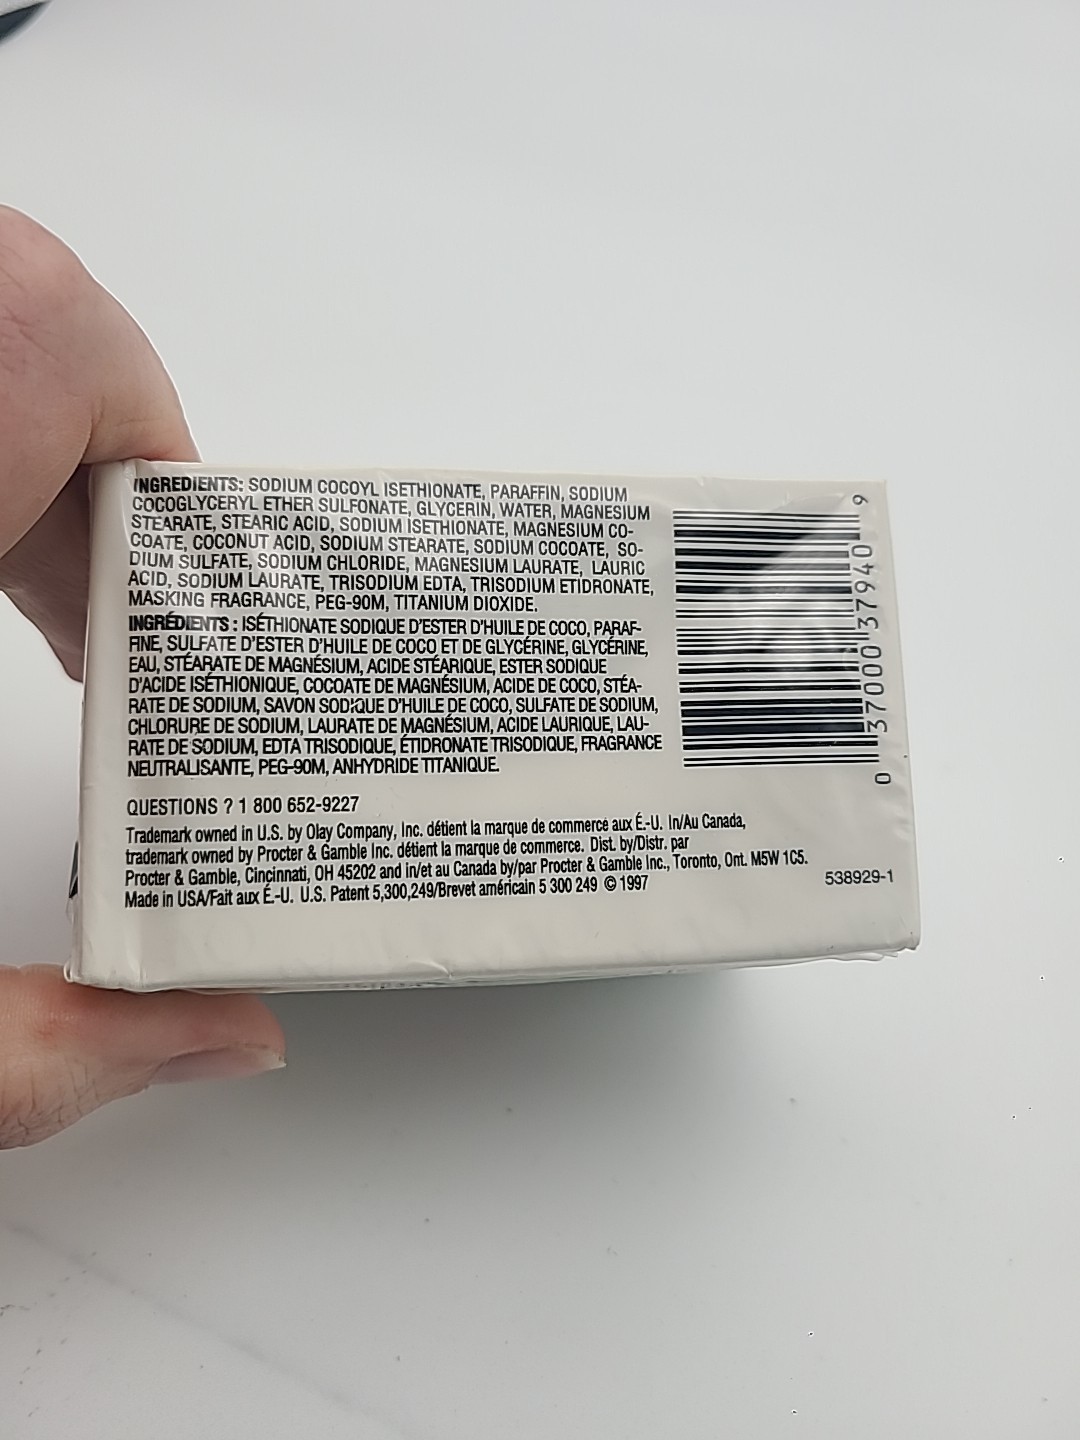 INGREDIENTS: SODIUM COCOYL ISETHIONATE, PARAFFIN, SODIUM
COCOGLYCERYL ETHER SULFONATE, GLYCERIN, WATER, MAGNESIUM
STEARATE, STEARIC ACID, SODIUM ISETHIONATE, MAGNESIUM CO-
COATE, COCONUT ACID, SODIUM STEARATE, SODIUM COCOATE, SO-
DIUM SULFATE, SODIUM CHLORIDE, MAGNESIUM LAURATE, LAURIC
ACID, SODIUM LAURATE, TRISODIUM EDTA, TRISODIUM ETIDRONATE,
MASKING FRAGRANCE, PEG-90M, TITANIUM DIOXIDE.
INGRÉDIENTS : ISÉTHIONATE SODIQUE D'ESTER D'HUILE DE COCO, PARAF-
FINE, SULFATE D'ESTER D'HUILE DE COCO ET DE GLYCÉRINE, GLYCÉRINE,
EAU, STÉARATE DE MAGNÉSIUM, ACIDE STÉARIQUE, ESTER SODIQUE
D'ACIDE ISÉTHIONIQUE, COCOATE DE MAGNÉSIUM, ACIDE DE COCO, STÉA-
RATE DE SODIUM, SAVON SODIQUE D'HUILE DE COCO, SULFATE DE SODIUM,
CHLORURE DE SODIUM, LAURATE DE MAGNÉSIUM, ACIDE LAURIQUE, LAU-
RATE DE SODIUM, EDTA TRISODIQUE, ÉTIDRONATE TRISODIQUE, FRAGRANCE
NEUTRALISANTE, PEG-90M, ANHYDRIDE TITANIQUE.
QUESTIONS ? 1 800 652-9227
Trademark owned in U.S. by Olay Company, Inc. détient la marque de commerce aux É.-U. In/Au Canada,
trademark owned by Procter & Gamble Inc. détient la marque de commerce. Dist. by/Distr. par
Procter & Gamble, Cincinnati, OH 45202 and in/et au Canada by/par Procter & Gamble Inc., Toronto, Ont. M5W 1C5.
Made in USA/Fait aux É.-U. U.S. Patent 5,300,249/Brevet américain 5 300 249 © 1997
538929-1
0 37000 37940 9